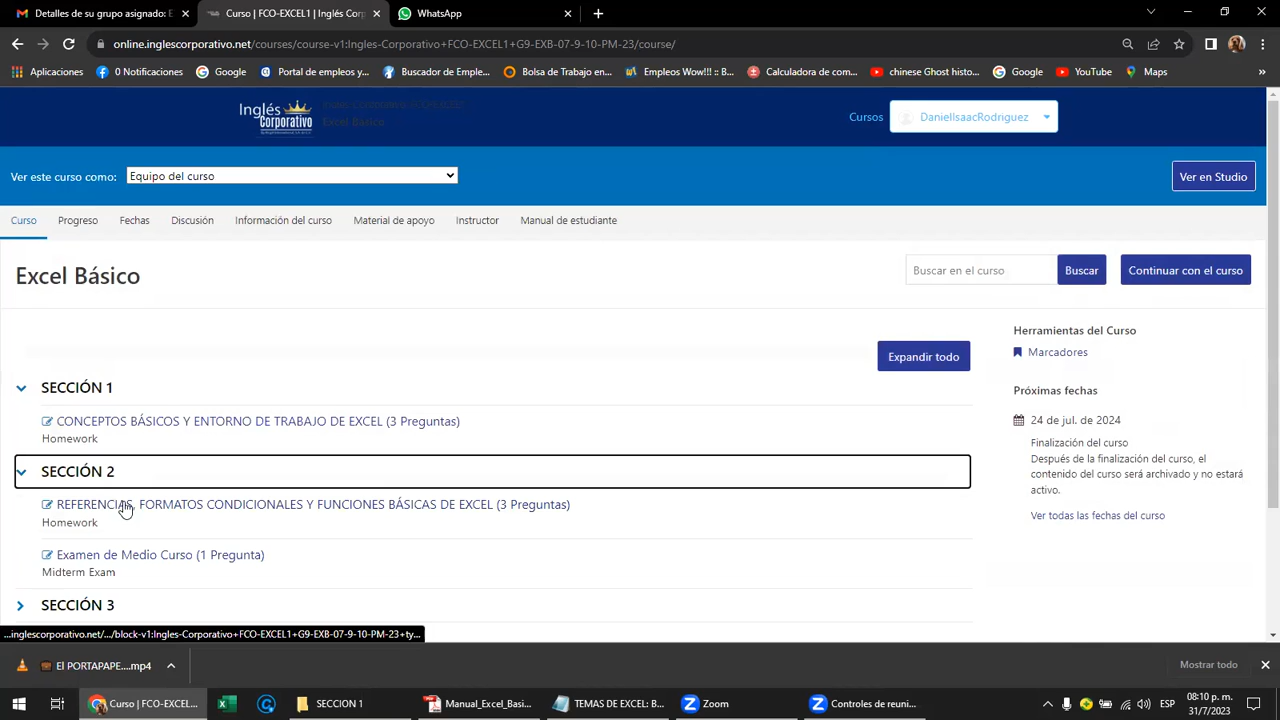 Detalles de su grupo asignado: E
Curso | FCO-EXCEL1 | Inglés Corp
WhatsApp
online.inglescorporativo.net/courses/course-v1:Ingles-Corporativo+FCO-EXCEL1+G9-EXB-07-9-10-PM-23/course/
Aplicaciones
0 Notificaciones
Google
Portal de empleos y...
Buscador de Empleo...
Bolsa de Trabajo en...
Empleos Wow!!! :: B...
Calculadora de com...
chinese Ghost histo...
Google
YouTube
Maps
»
Inglés Corporativo
Excel Básico
Cursos
DanielIsaacRodriguez
Ver este curso como:
Equipo del curso
Ver en Studio
Curso
Progreso
Fechas
Discusión
Información del curso
Material de apoyo
Instructor
Manual de estudiante
Excel Básico
Buscar en el curso
Buscar
Continuar con el curso
Expandir todo
SECCIÓN 1
CONCEPTOS BÁSICOS Y ENTORNO DE TRABAJO DE EXCEL (3 Preguntas)
Homework
SECCIÓN 2
REFERENCIAS, FORMATOS CONDICIONALES Y FUNCIONES BÁSICAS DE EXCEL (3 Preguntas)
Homework
Examen de Medio Curso (1 Pregunta)
Midterm Exam
SECCIÓN 3
Herramientas del Curso
Marcadores
Próximas fechas
24 de jul. de 2024
Finalización del curso
Después de la finalización del curso, el
contenido del curso será archivado y no estará
activo.
Ver todas las fechas del curso
...inglescorporativo.net/.../block-v1:Ingles-Corporativo+FCO-EXCEL1+G9-EXB-07-9-10-PM-23+ty...
El PORTAPAPE....mp4
Mostrar todo
Curso | FCO-EXCEL...
SECCION 1
Manual_Excel_Basi...
TEMAS DE EXCEL: B...
Zoom
Controles de reuni...
ESP
08:10 p. m.
31/7/2023